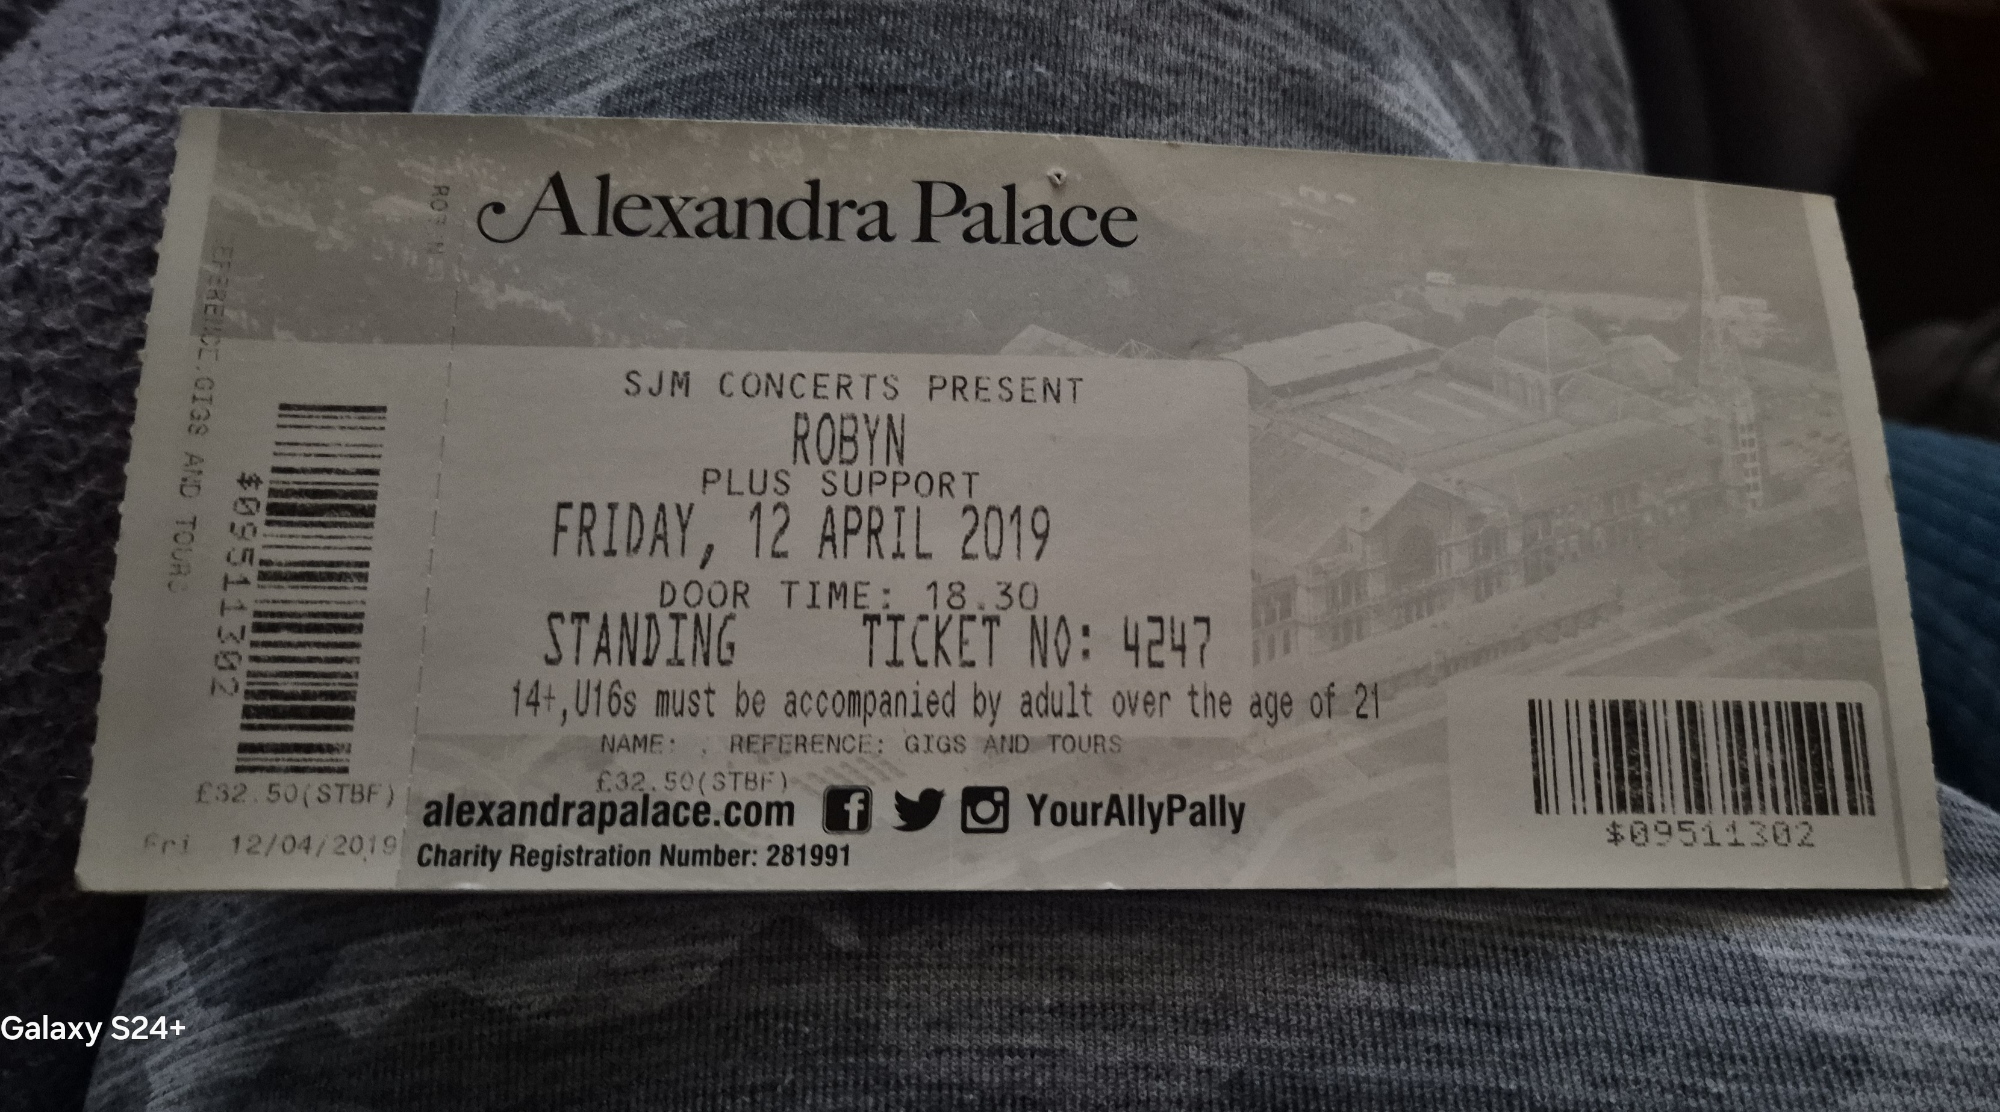 Alexandra Palace
SJM CONCERTS PRESENT
ROBYN
PLUS SUPPORT
FRIDAY, 12 APRIL 2019
DOOR TIME: 18.30
STANDING TICKET NO: 4247
14+,U16s must be accompanied by adult over the age of 21
NAME: . REFERENCE: GIGS AND TOURS
£32.50(STBF)
alexandrapalace.com YourAllyPally
Charity Registration Number: 281991
$09511302
EFERENCE.GIGS AND TOURS
$09511302
£32.50(STBF)
Fri 12/04/2019
Galaxy S24+